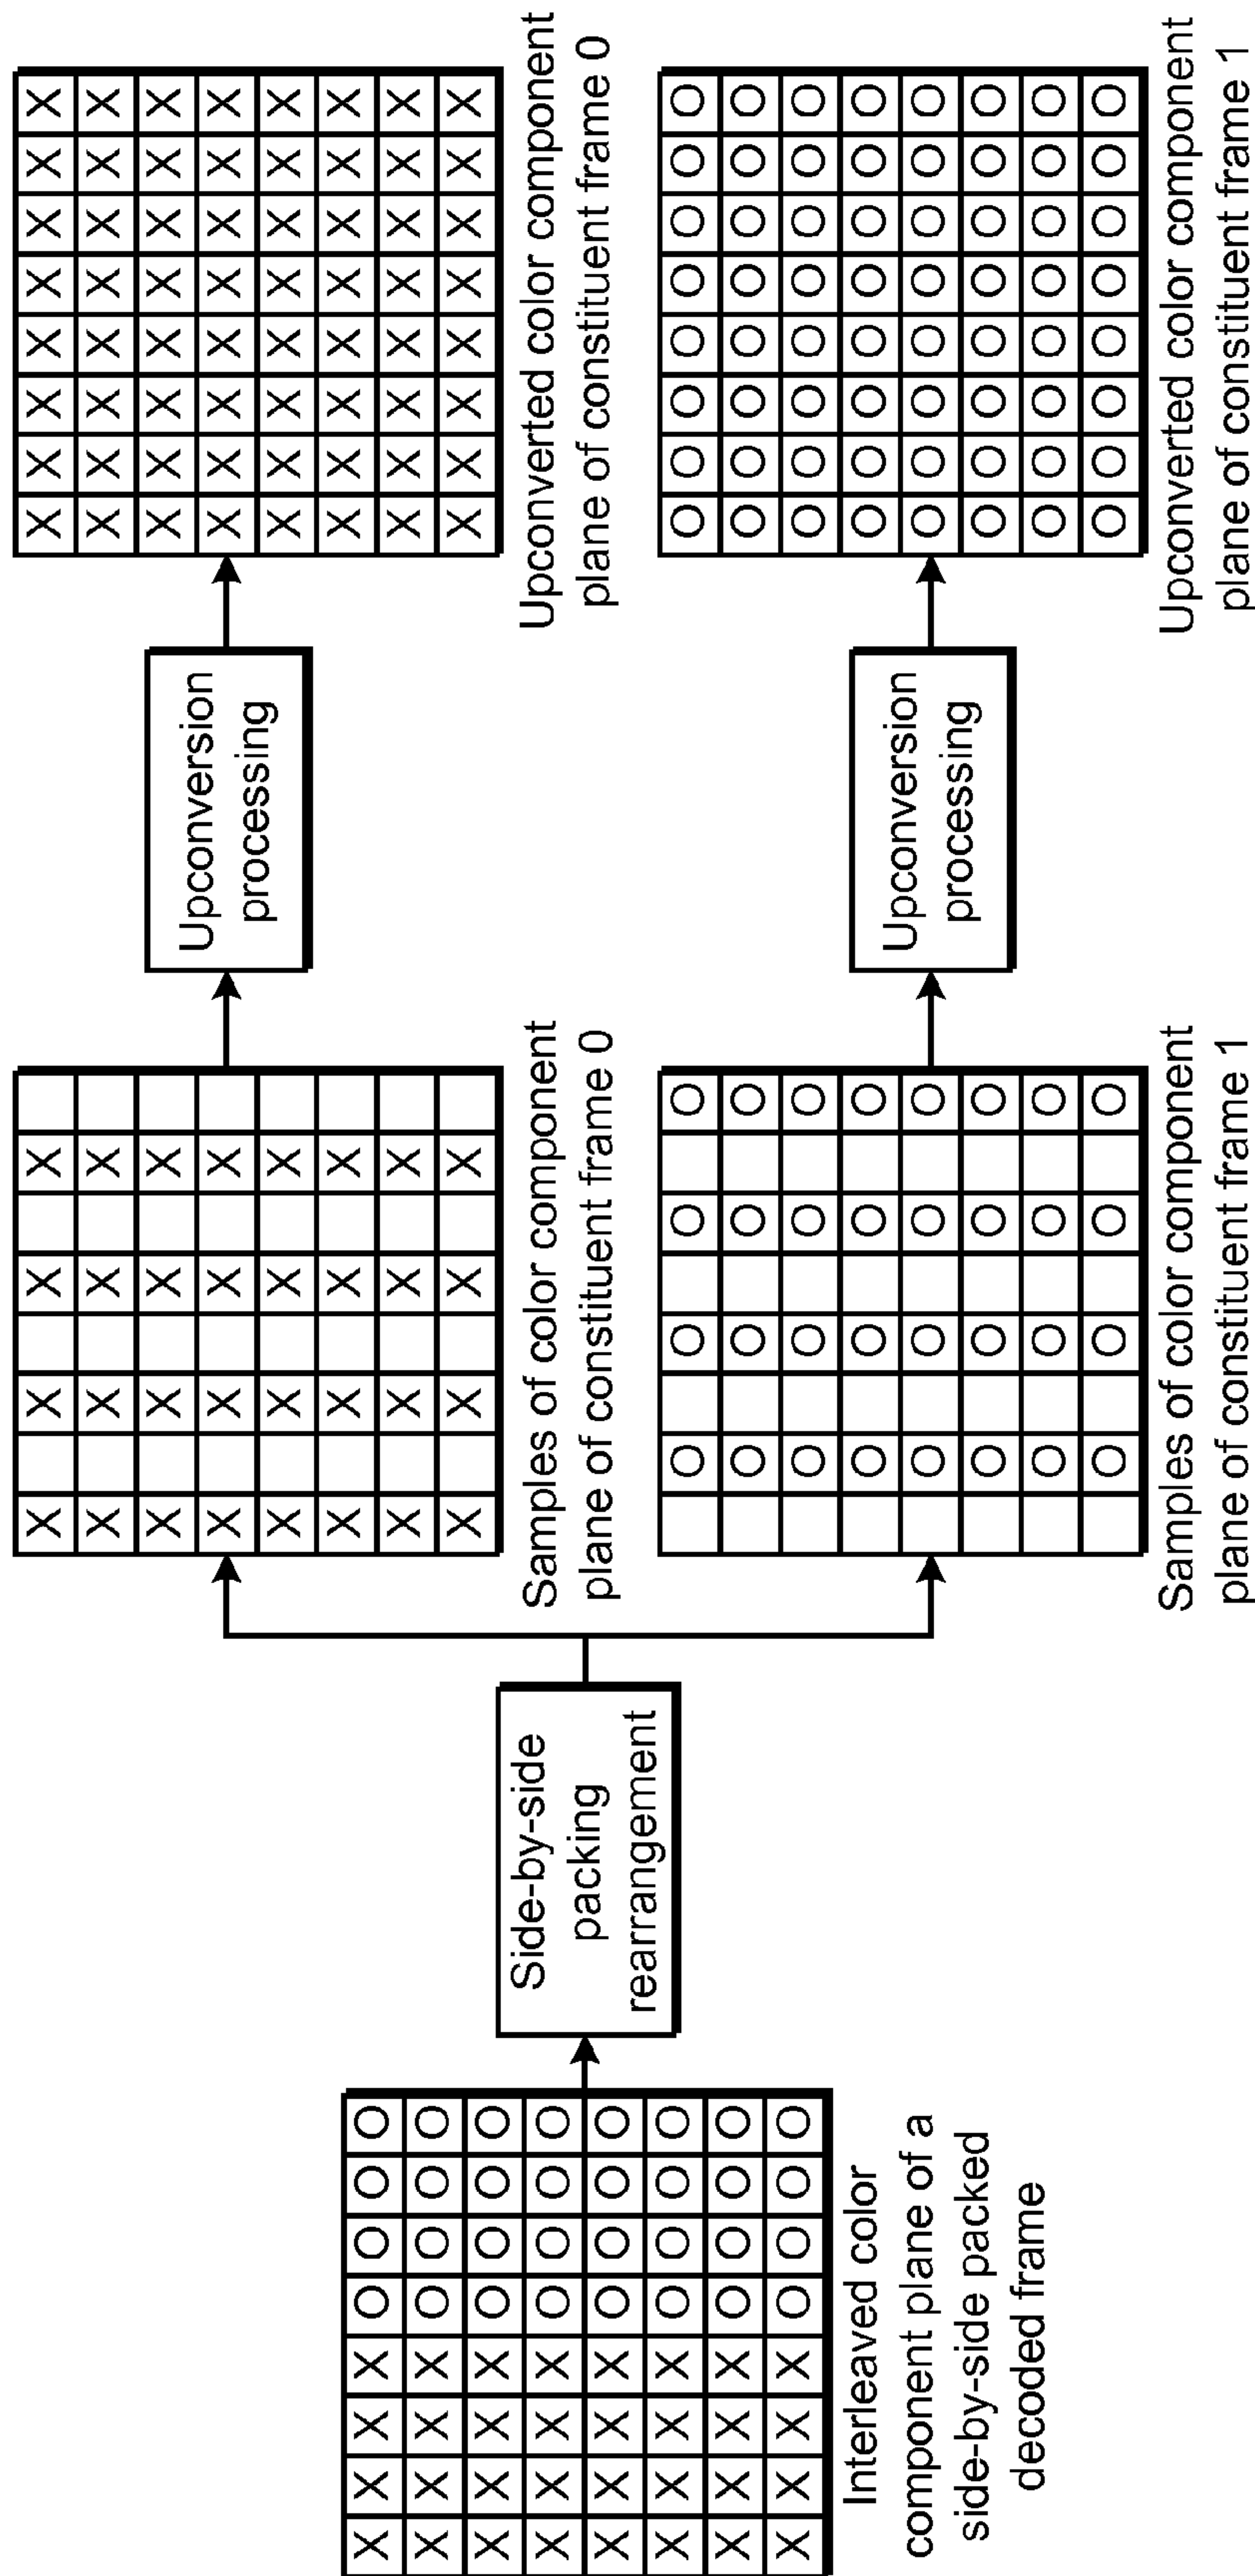 Interleaved color
component plane of a
side-by-side packed
decoded frame
Side-by-side
packing
rearrangement
Samples of color component
plane of constituent frame 0
Upconversion
processing
Upconverted color component
plane of constituent frame 0
Samples of color component
plane of constituent frame 1
Upconversion
processing
Upconverted color component
plane of constituent frame 1